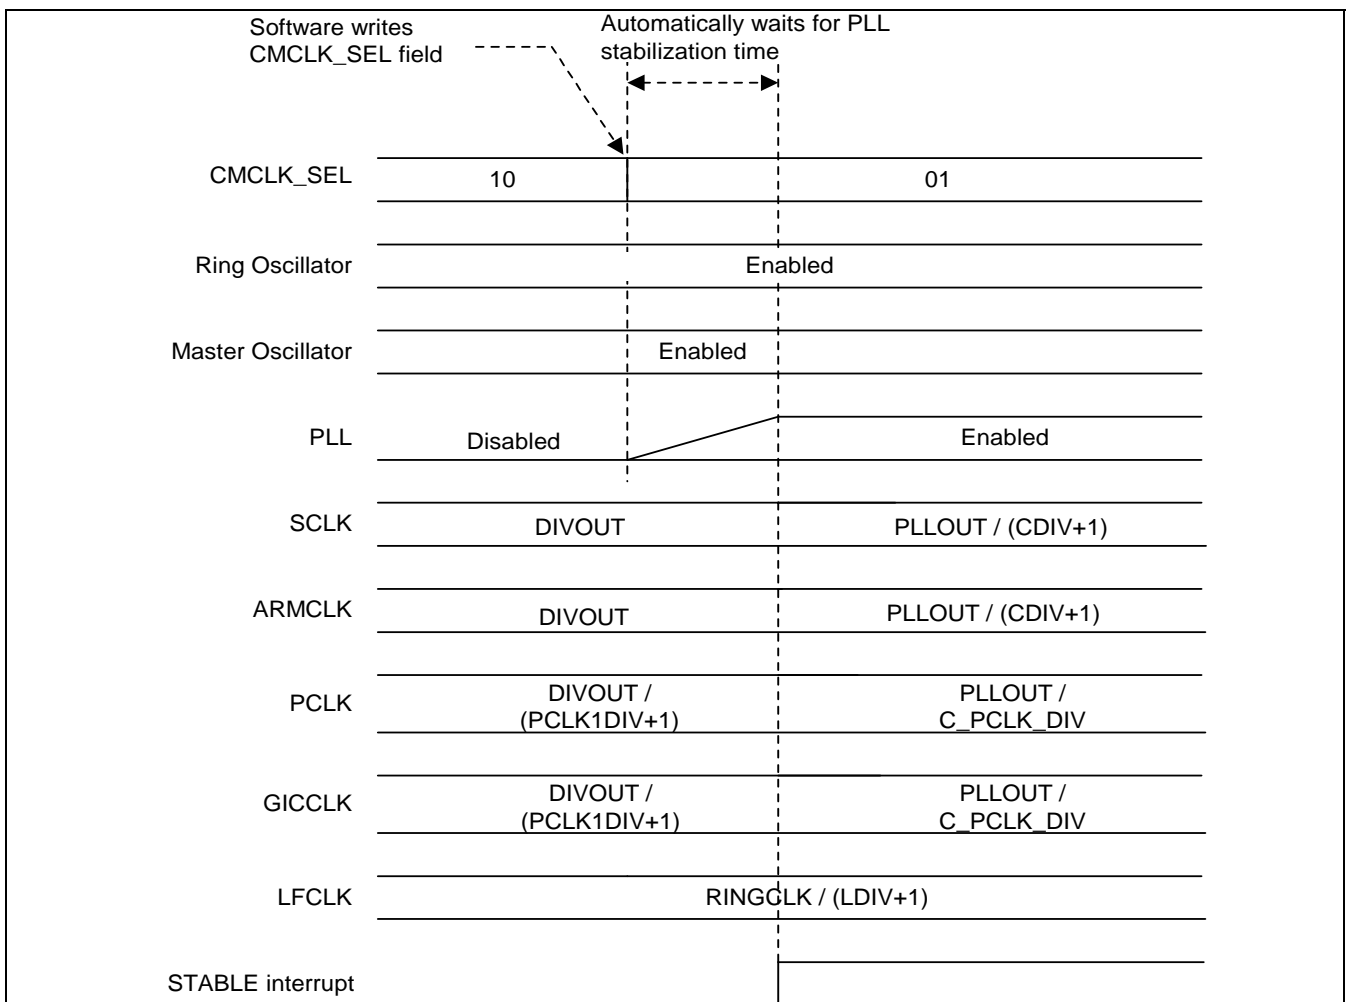 Software writes
CMCLK_SEL field
Automatically waits for PLL
stabilization time
CMCLK_SEL
10
01
Ring Oscillator
Enabled
Master Oscillator
Enabled
PLL
Disabled
Enabled
SCLK
DIVOUT
PLLOUT / (CDIV+1)
ARMCLK
DIVOUT
PLLOUT / (CDIV+1)
PCLK
DIVOUT /
(PCLK1DIV+1)
PLLOUT /
C_PCLK_DIV
GICCLK
DIVOUT /
(PCLK1DIV+1)
PLLOUT /
C_PCLK_DIV
LFCLK
RINGCLK / (LDIV+1)
STABLE interrupt